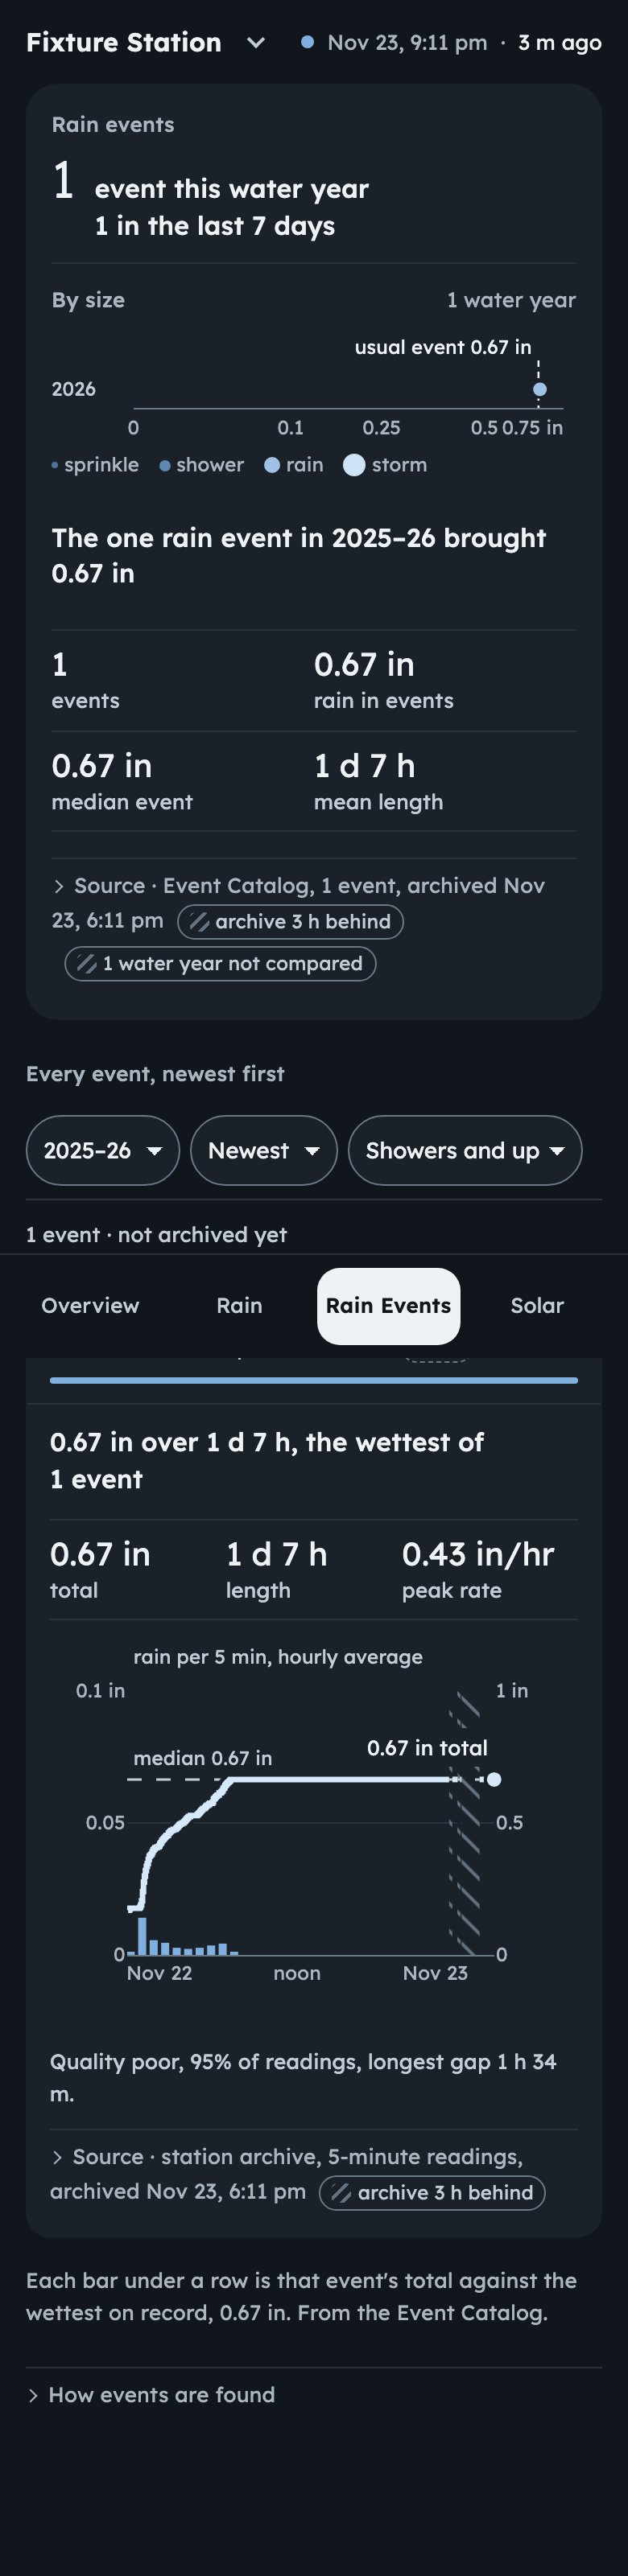 Fixture Station
Nov 23, 9:11 pm · 3 m ago
Rain events
1 event this water year
1 in the last 7 days
By size
1 water year
usual event 0.67 in
2026
0 0.1 0.25 0.5 0.75 in
sprinkle shower rain storm
The one rain event in 2025–26 brought
0.67 in
1 0.67 in
events rain in events
0.67 in 1 d 7 h
median event mean length
Source · Event Catalog, 1 event, archived Nov
23, 6:11 pm archive 3 h behind
1 water year not compared
Every event, newest first
2025–26 Newest Showers and up
1 event · not archived yet
Overview Rain Rain Events Solar
0.67 in over 1 d 7 h, the wettest of
1 event
0.67 in 1 d 7 h 0.43 in/hr
total length peak rate
rain per 5 min, hourly average
0.1 in 1 in
0.67 in total
median 0.67 in
0.05 0.5
0 0
Nov 22 noon Nov 23
Quality poor, 95% of readings, longest gap 1 h 34
m.
Source · station archive, 5-minute readings,
archived Nov 23, 6:11 pm archive 3 h behind
Each bar under a row is that event's total against the
wettest on record, 0.67 in. From the Event Catalog.
How events are found